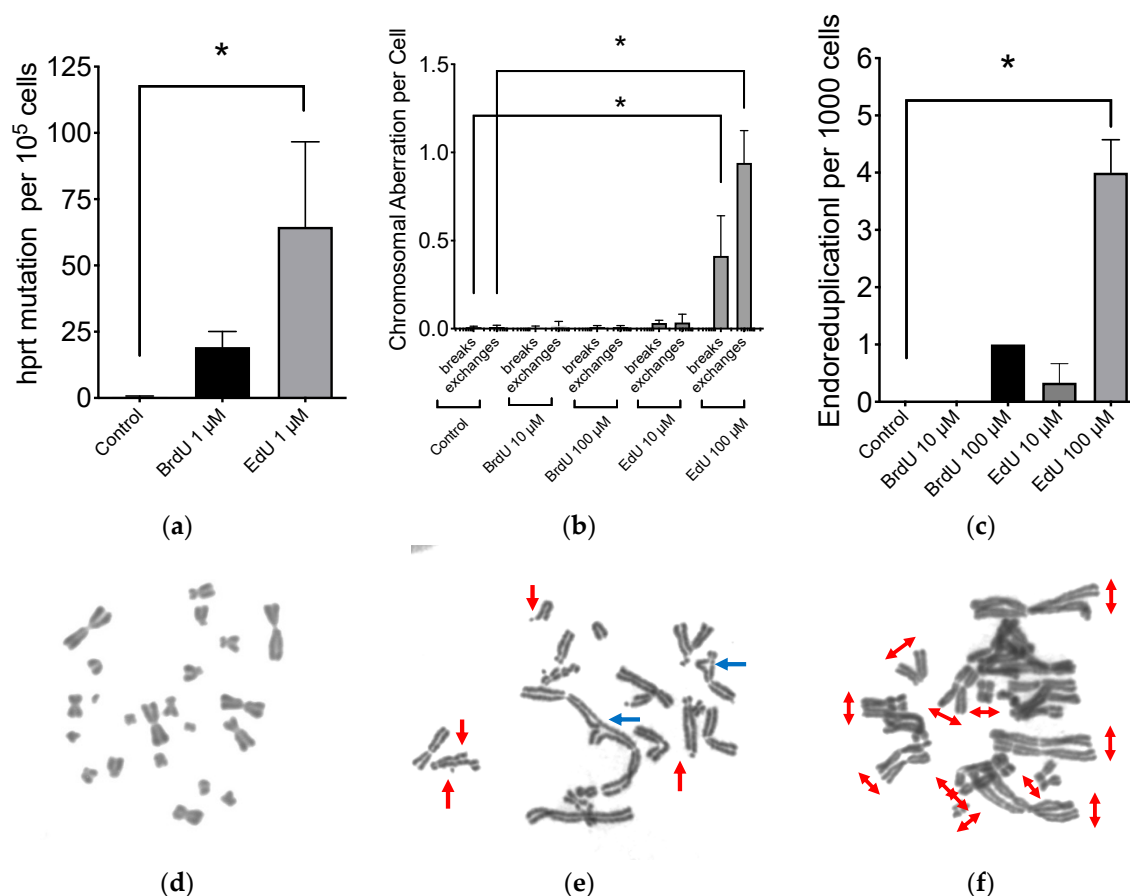 *
125
100
75
50
25
0
hprt mutation per 10⁵ cells
Control
BrdU 1 µM
EdU 1 µM
(a)
*
*
1.5
1.0
0.5
0.0
Chromosomal Aberration per Cell
breaks
exchanges
breaks
exchanges
breaks
exchanges
breaks
exchanges
breaks
exchanges
Control
BrdU 10 µM
BrdU 100 µM
EdU 10 µM
EdU 100 µM
(b)
*
6
5
4
3
2
1
0
Endoreduplicationl per 1000 cells
Control
BrdU 10 µM
BrdU 100 µM
EdU 10 µM
EdU 100 µM
(c)
(d)
(e)
(f)